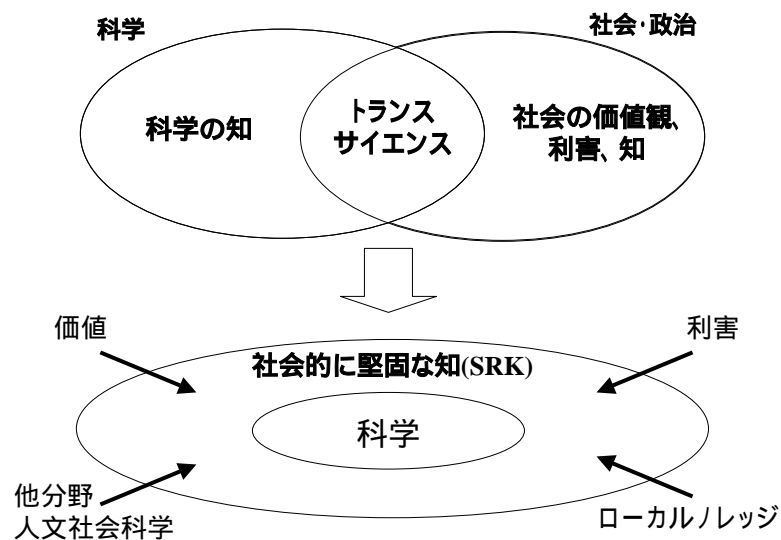 科学
社会・政治
科学の知
トランス
サイエンス
社会の価値観、
利害、知
価値
利害
社会的に堅固な知(SRK)
科学
他分野
人文社会科学
ローカルノレッジ